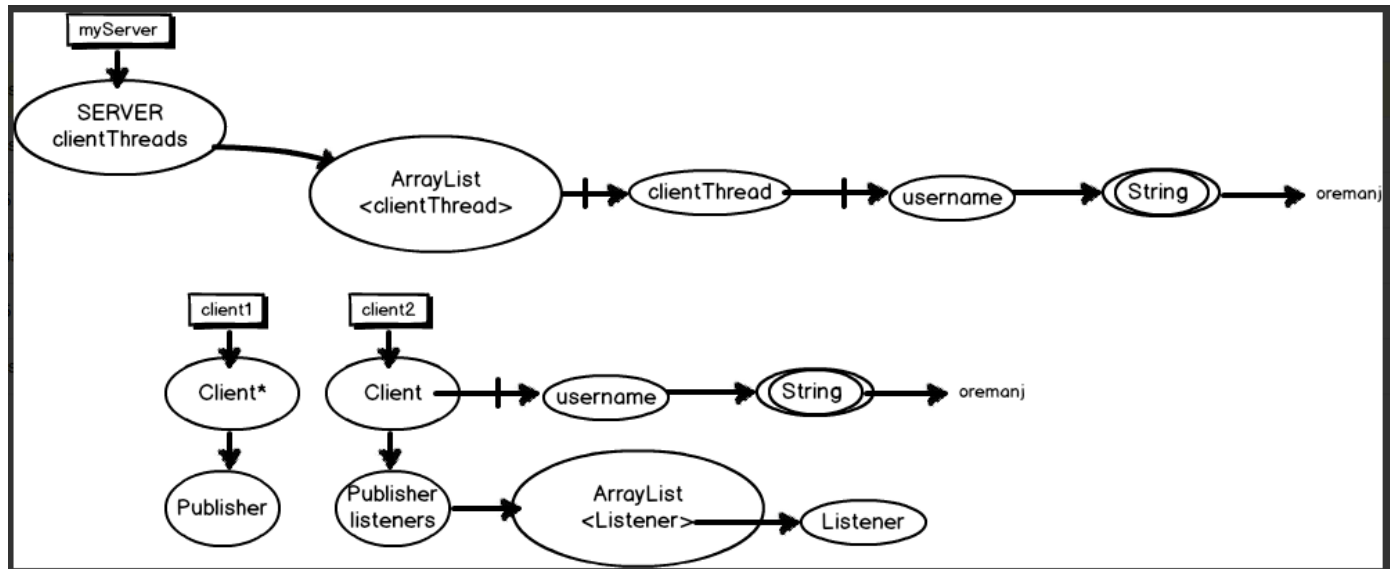 myServer
SERVER
clientThreads
ArrayList
<clientThread>
clientThread
username
String
oremanj
client1
client2
Client*
Client
username
String
oremanj
Publisher
Publisher
listeners
ArrayList
<Listener>
Listener